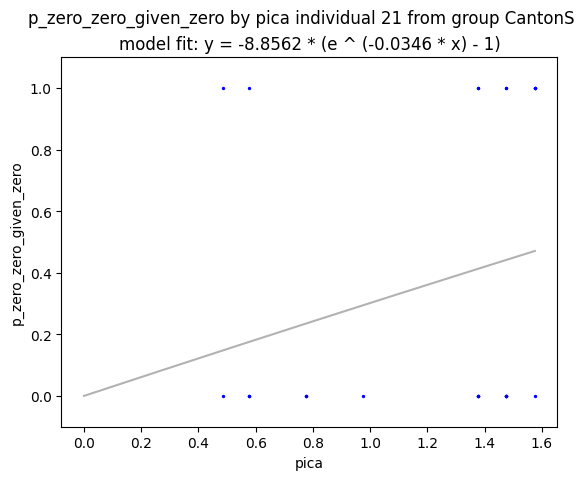 p_zero_zero_given_zero by pica individual 21 from group CantonS
model fit: y = -8.8562 * (e ^ (-0.0346 * x) - 1)
1.0
0.8
0.6
0.4
0.2
0.0
p_zero_zero_given_zero
0.0 0.2 0.4 0.6 0.8 1.0 1.2 1.4 1.6
pica